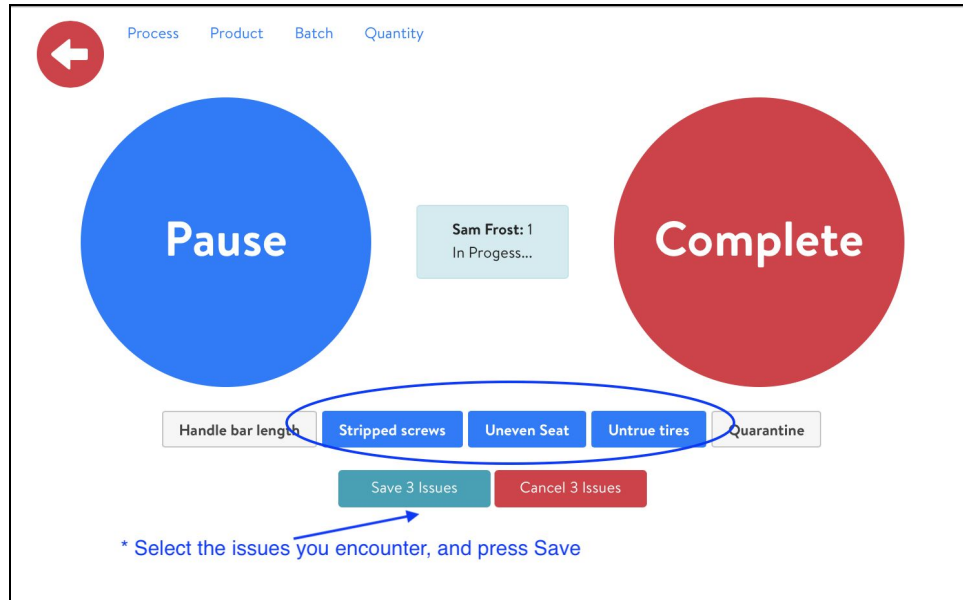 Process Product Batch Quantity
Pause
Sam Frost: 1
In Progess...
Complete
Handle bar length Stripped screws Uneven Seat Untrue tires Quarantine
Save 3 Issues Cancel 3 Issues
* Select the issues you encounter, and press Save